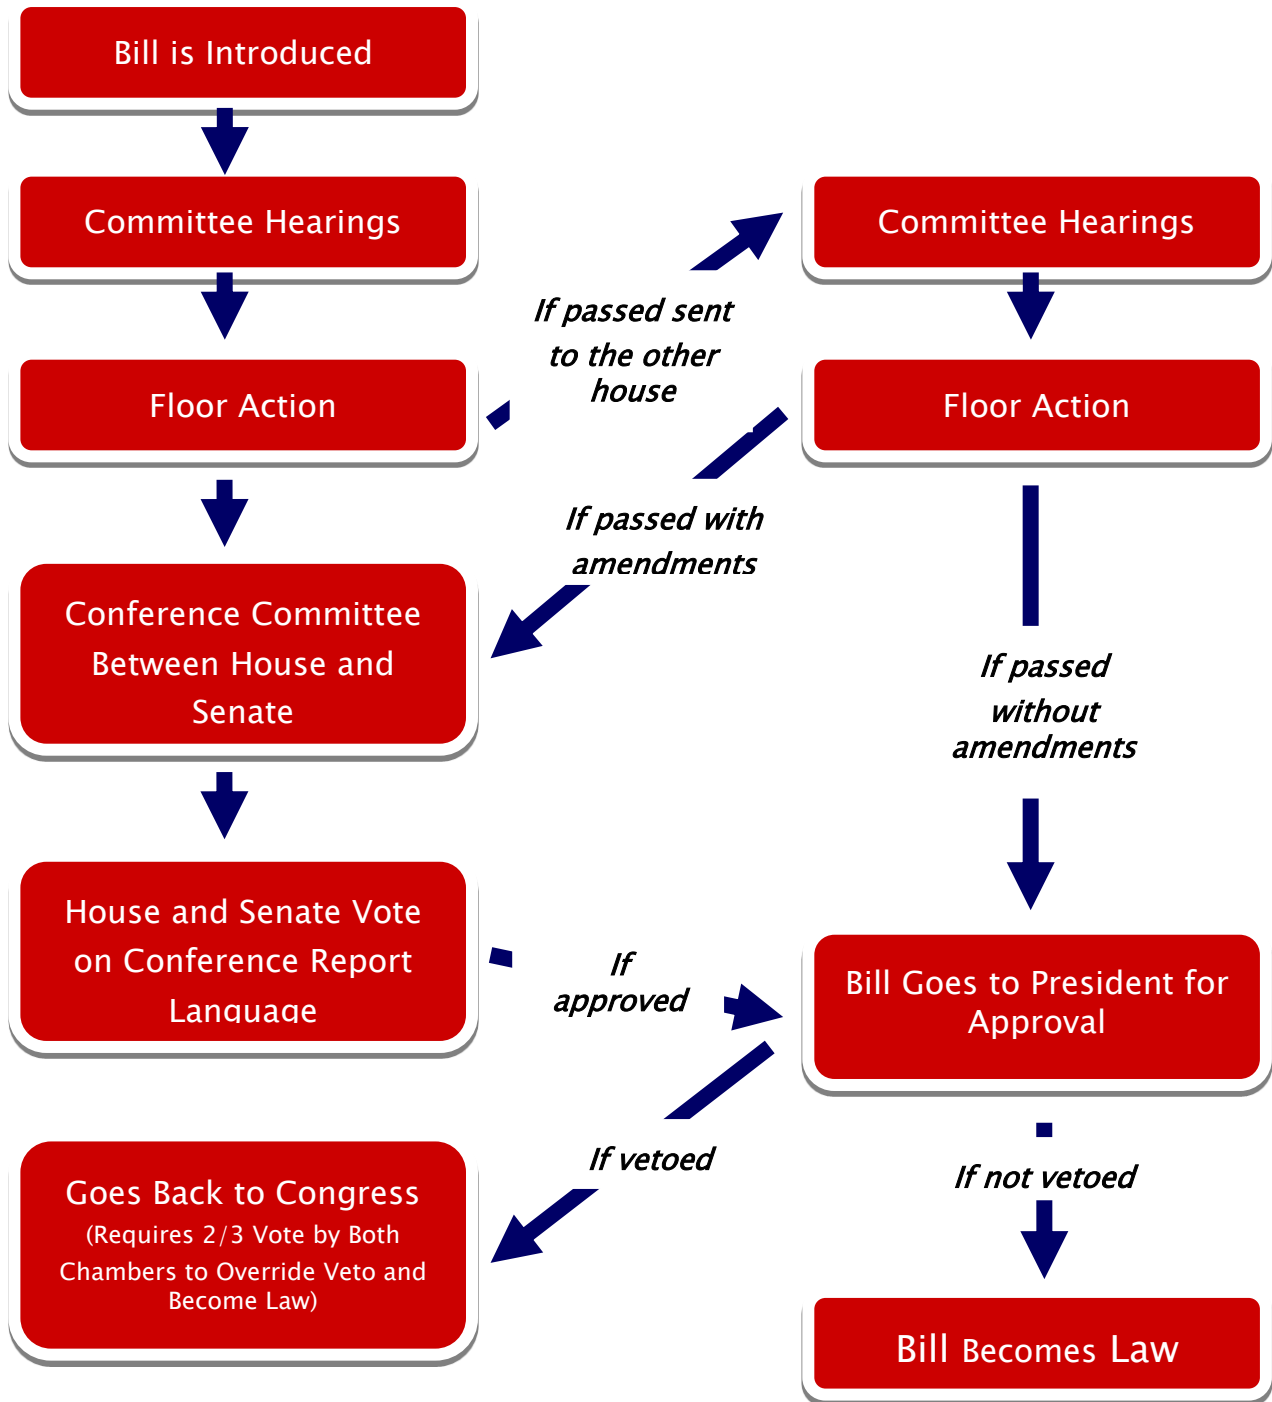 Bill is Introduced
Committee Hearings
Committee Hearings
If passed sent
to the other
house
Floor Action
Floor Action
If passed with
amendments
Conference Committee
Between House and
Senate
If passed
without
amendments
House and Senate Vote
on Conference Report
Language
If
approved
Bill Goes to President for
Approval
If vetoed
If not vetoed
Goes Back to Congress
(Requires 2/3 Vote by Both
Chambers to Override Veto and
Become Law)
Bill Becomes Law